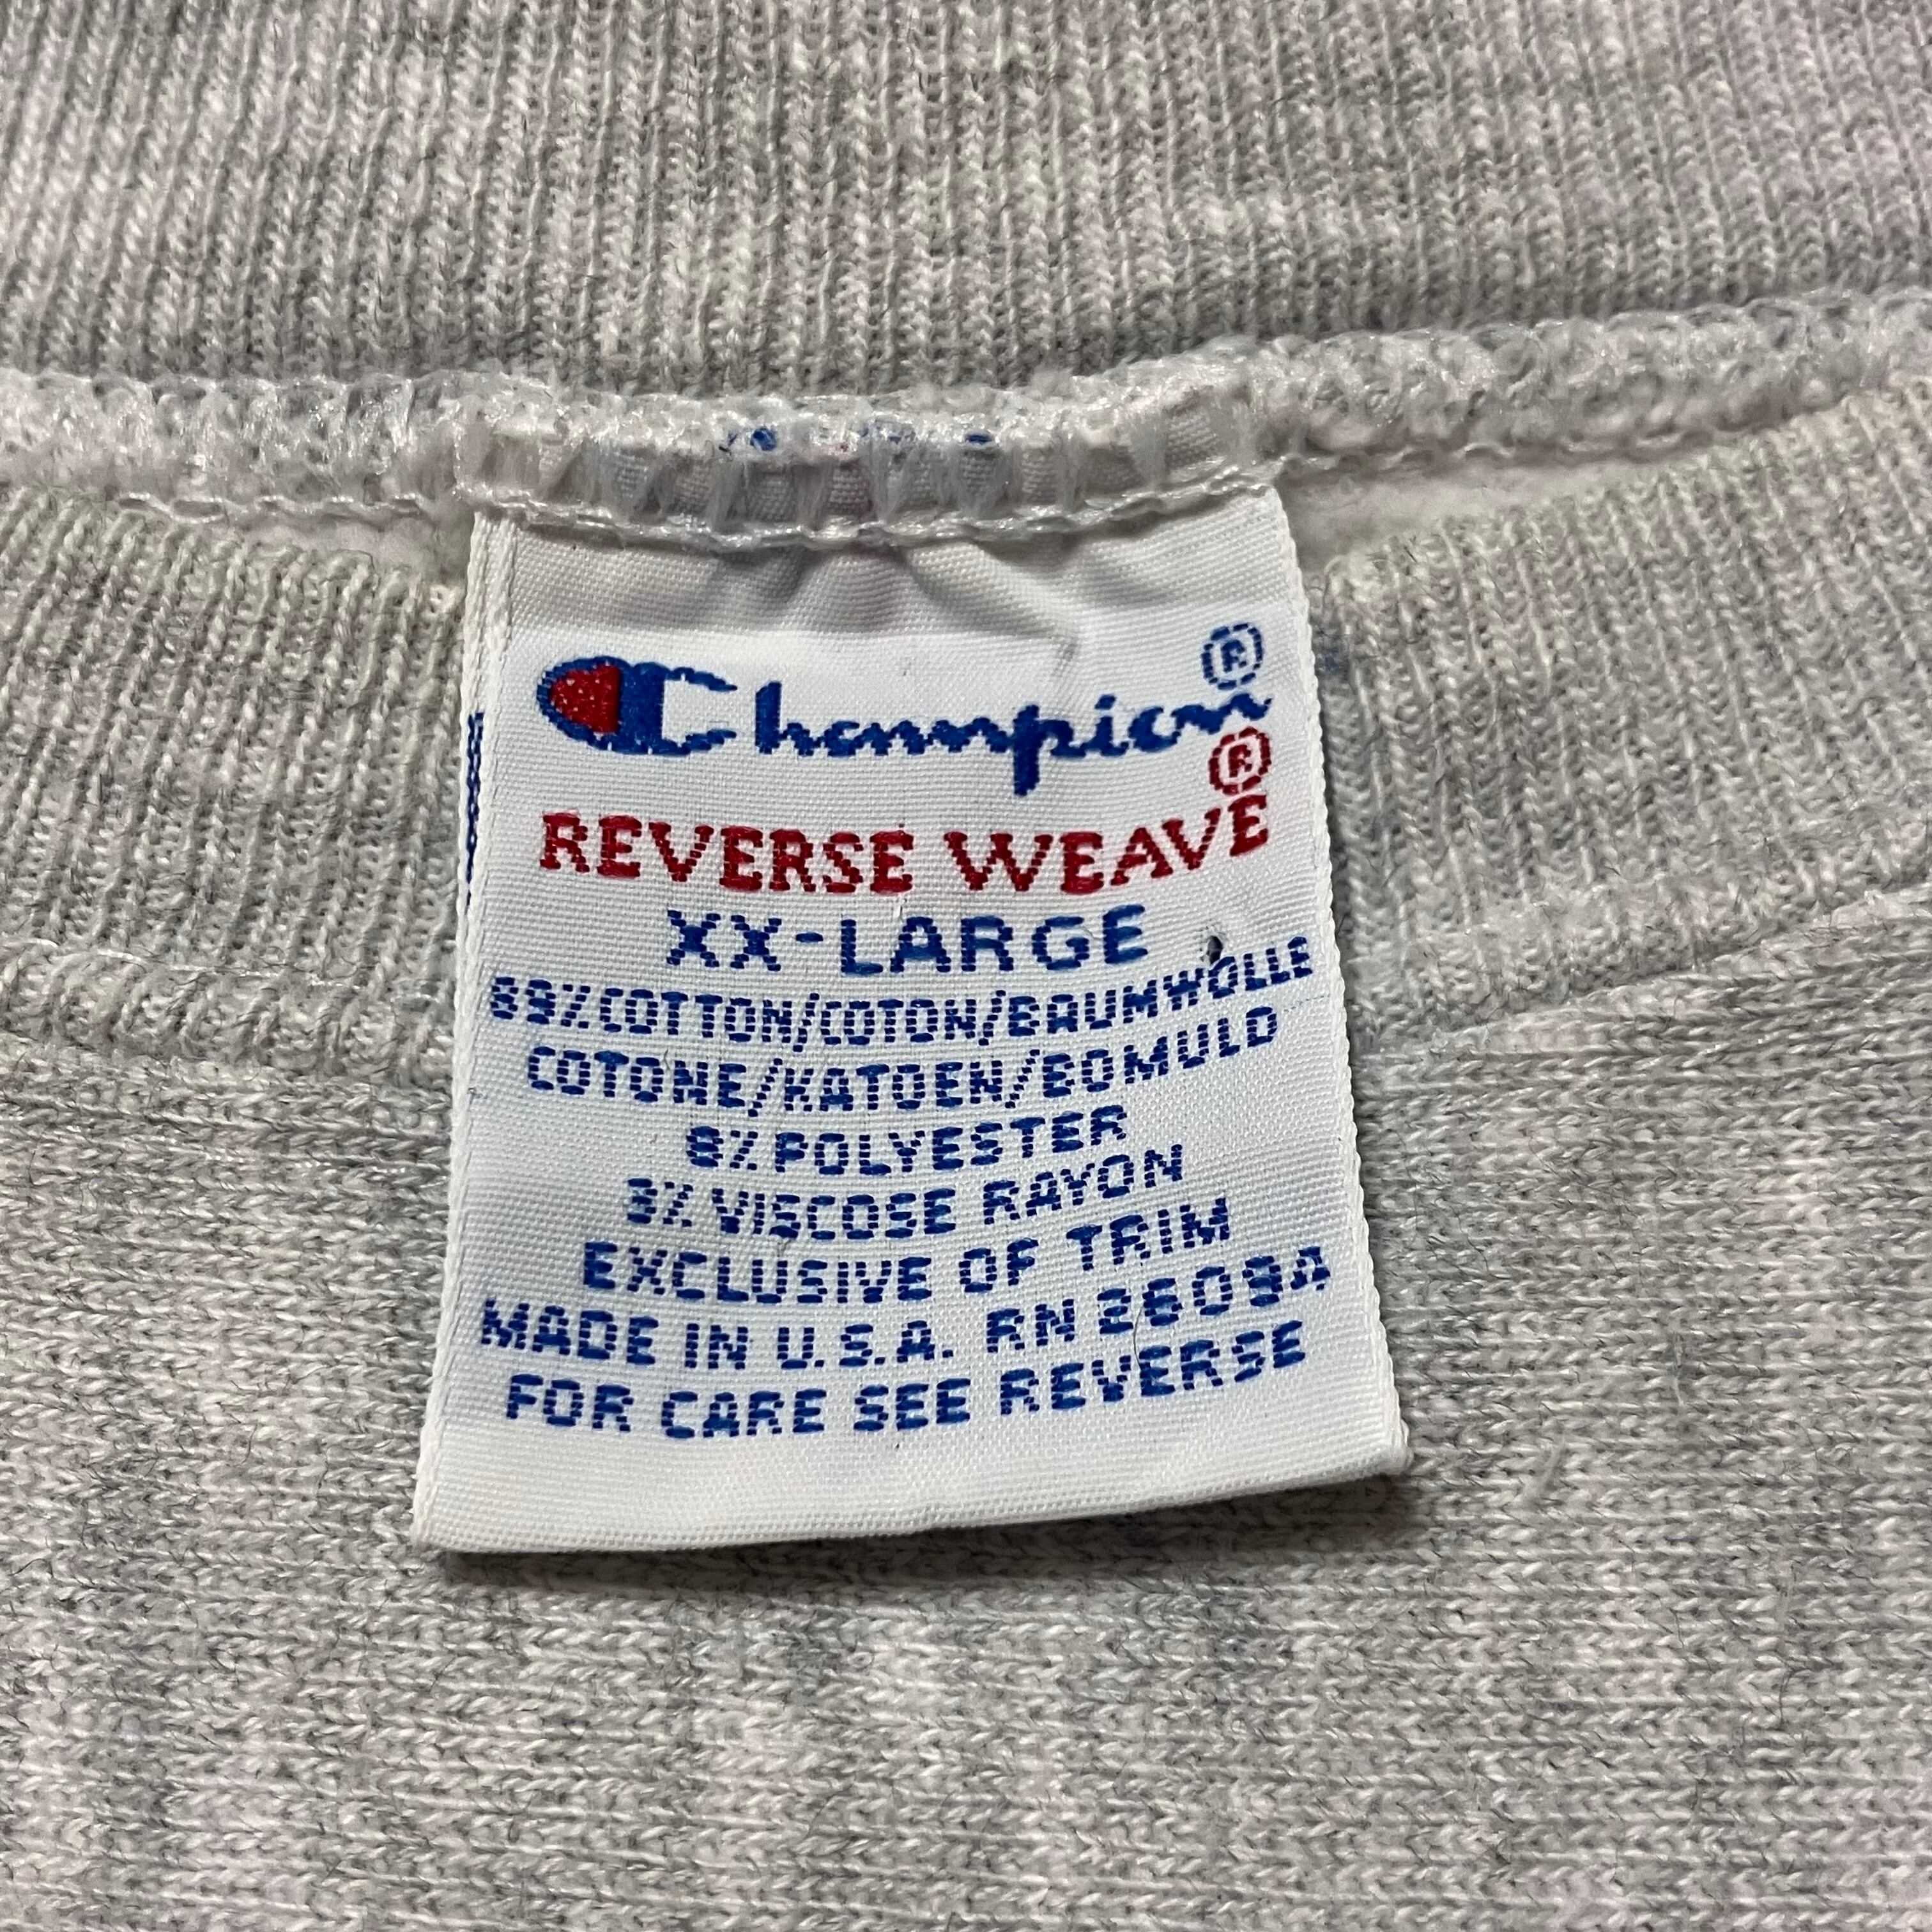 Champion®
REVERSE WEAVE®
XX-LARGE
89% COTTON/COTON/BAUMWOLLE
COTONE/KATOEN/BOMULD
8% POLYESTER
3% VISCOSE RAYON
EXCLUSIVE OF TRIM
MADE IN U.S.A. RN 26094
FOR CARE SEE REVERSE